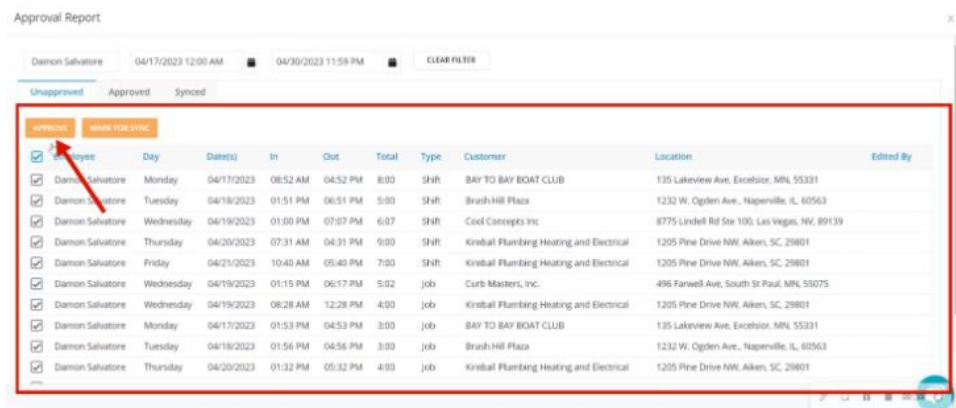 Approval Report
x
Damon Salvatore 04/17/2023 12:00 AM 04/30/2023 11:59 PM CLEAR FILTER
Unapproved Approved Synced
APPROVE MARK FOR SYNC
Employee Day Date(s) In Out Total Type Customer Location Edited By
Damon Salvatore Monday 04/17/2023 08:52 AM 04:52 PM 8:00 Shift BAY TO BAY BOAT CLUB 135 Lakeview Ave, Excelsior, MN, 55331
Damon Salvatore Tuesday 04/18/2023 01:51 PM 06:51 PM 5:00 Shift Brush Hill Plaza 1232 W. Ogden Ave., Naperville, IL, 60563
Damon Salvatore Wednesday 04/19/2023 01:00 PM 07:07 PM 6:07 Shift Cool Concepts Inc 8775 Lindell Rd Ste 100, Las Vegas, NV, 89139
Damon Salvatore Thursday 04/20/2023 07:31 AM 04:31 PM 9:00 Shift Kimball Plumbing Heating and Electrical 1205 Pine Drive NW, Aiken, SC, 29801
Damon Salvatore Friday 04/21/2023 10:40 AM 05:40 PM 7:00 Shift Kimball Plumbing Heating and Electrical 1205 Pine Drive NW, Aiken, SC, 29801
Damon Salvatore Wednesday 04/19/2023 01:15 PM 06:17 PM 5:02 Job Curb Masters, Inc. 496 Farwell Ave, South St Paul, MN, 55075
Damon Salvatore Wednesday 04/19/2023 08:28 AM 12:28 PM 4:00 Job Kimball Plumbing Heating and Electrical 1205 Pine Drive NW, Aiken, SC, 29801
Damon Salvatore Monday 04/17/2023 01:53 PM 04:53 PM 3:00 Job BAY TO BAY BOAT CLUB 135 Lakeview Ave, Excelsior, MN, 55331
Damon Salvatore Tuesday 04/18/2023 01:56 PM 04:56 PM 3:00 Job Brush Hill Plaza 1232 W. Ogden Ave., Naperville, IL, 60563
Damon Salvatore Thursday 04/20/2023 01:32 PM 05:32 PM 4:00 Job Kimball Plumbing Heating and Electrical 1205 Pine Drive NW, Aiken, SC, 29801